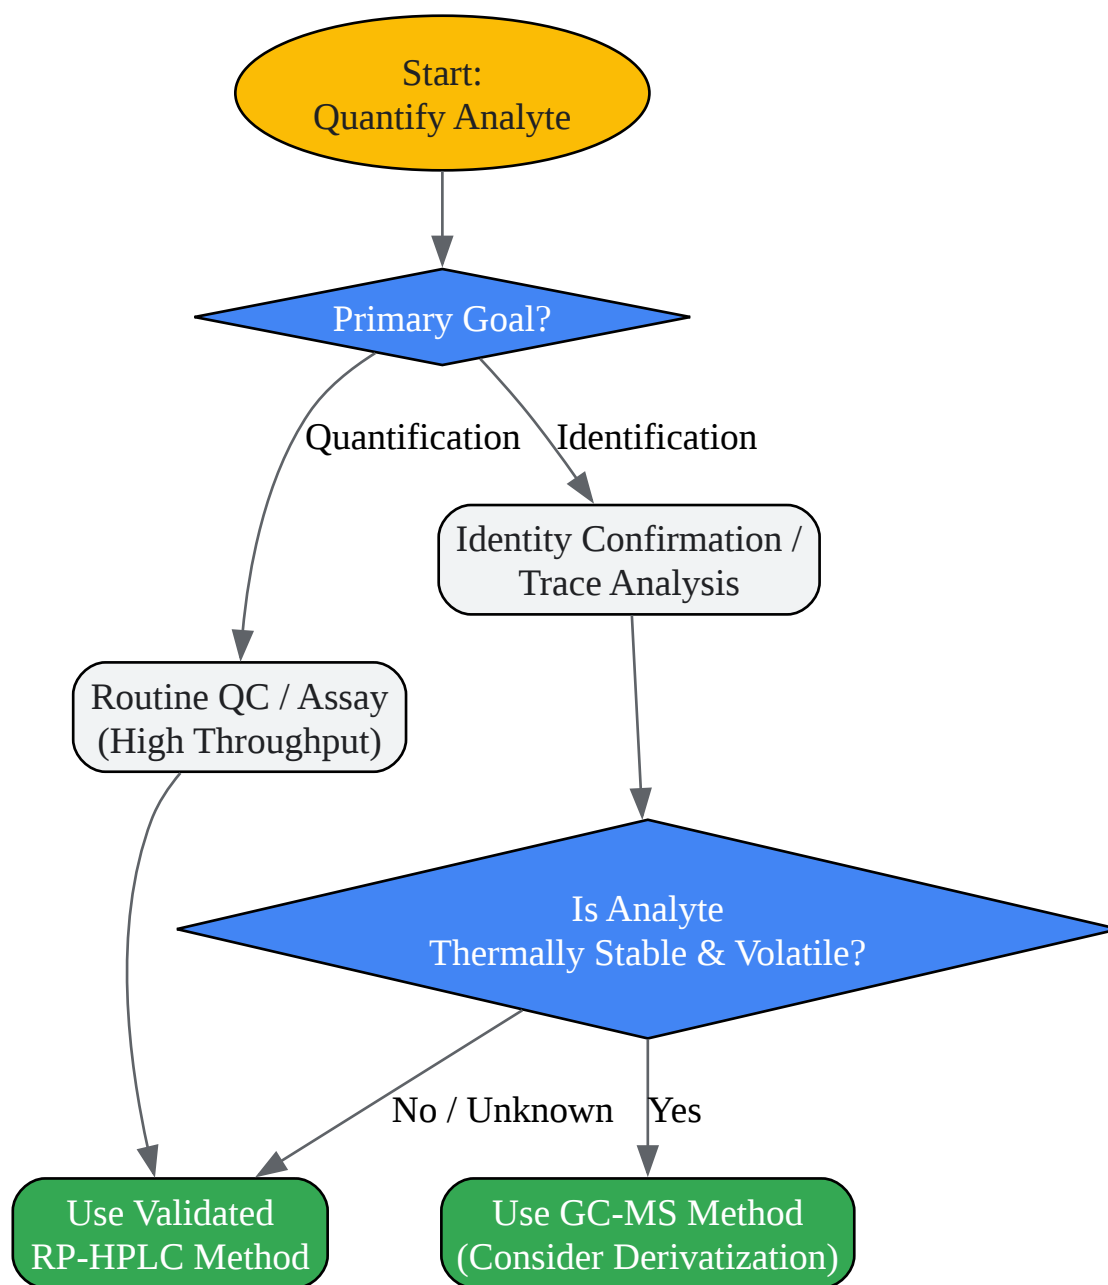 Start:
Quantify Analyte
Primary Goal?
Quantification
Identification
Identity Confirmation /
Trace Analysis
Routine QC / Assay
(High Throughput)
Is Analyte
Thermally Stable & Volatile?
No / Unknown
Yes
Use Validated
RP-HPLC Method
Use GC-MS Method
(Consider Derivatization)